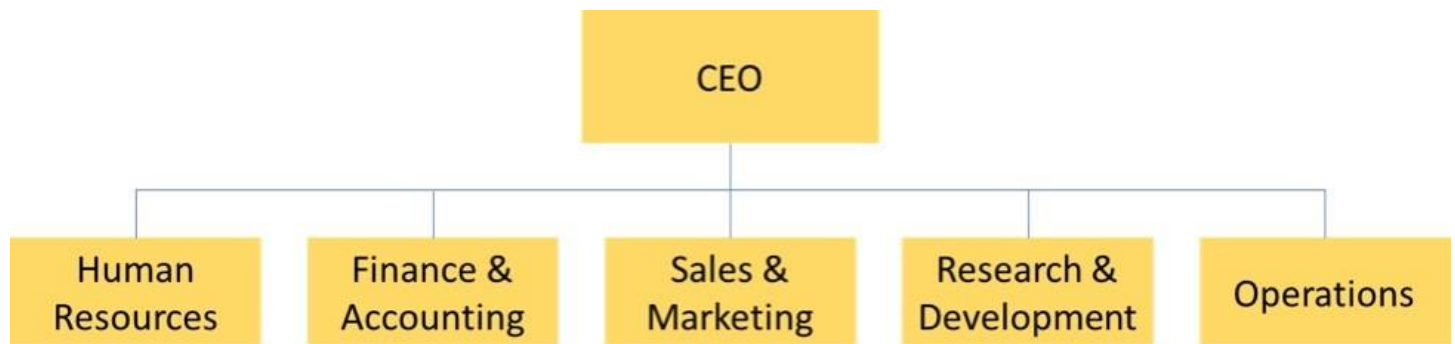 CEO
Human
Resources
Finance &
Accounting
Sales &
Marketing
Research &
Development
Operations